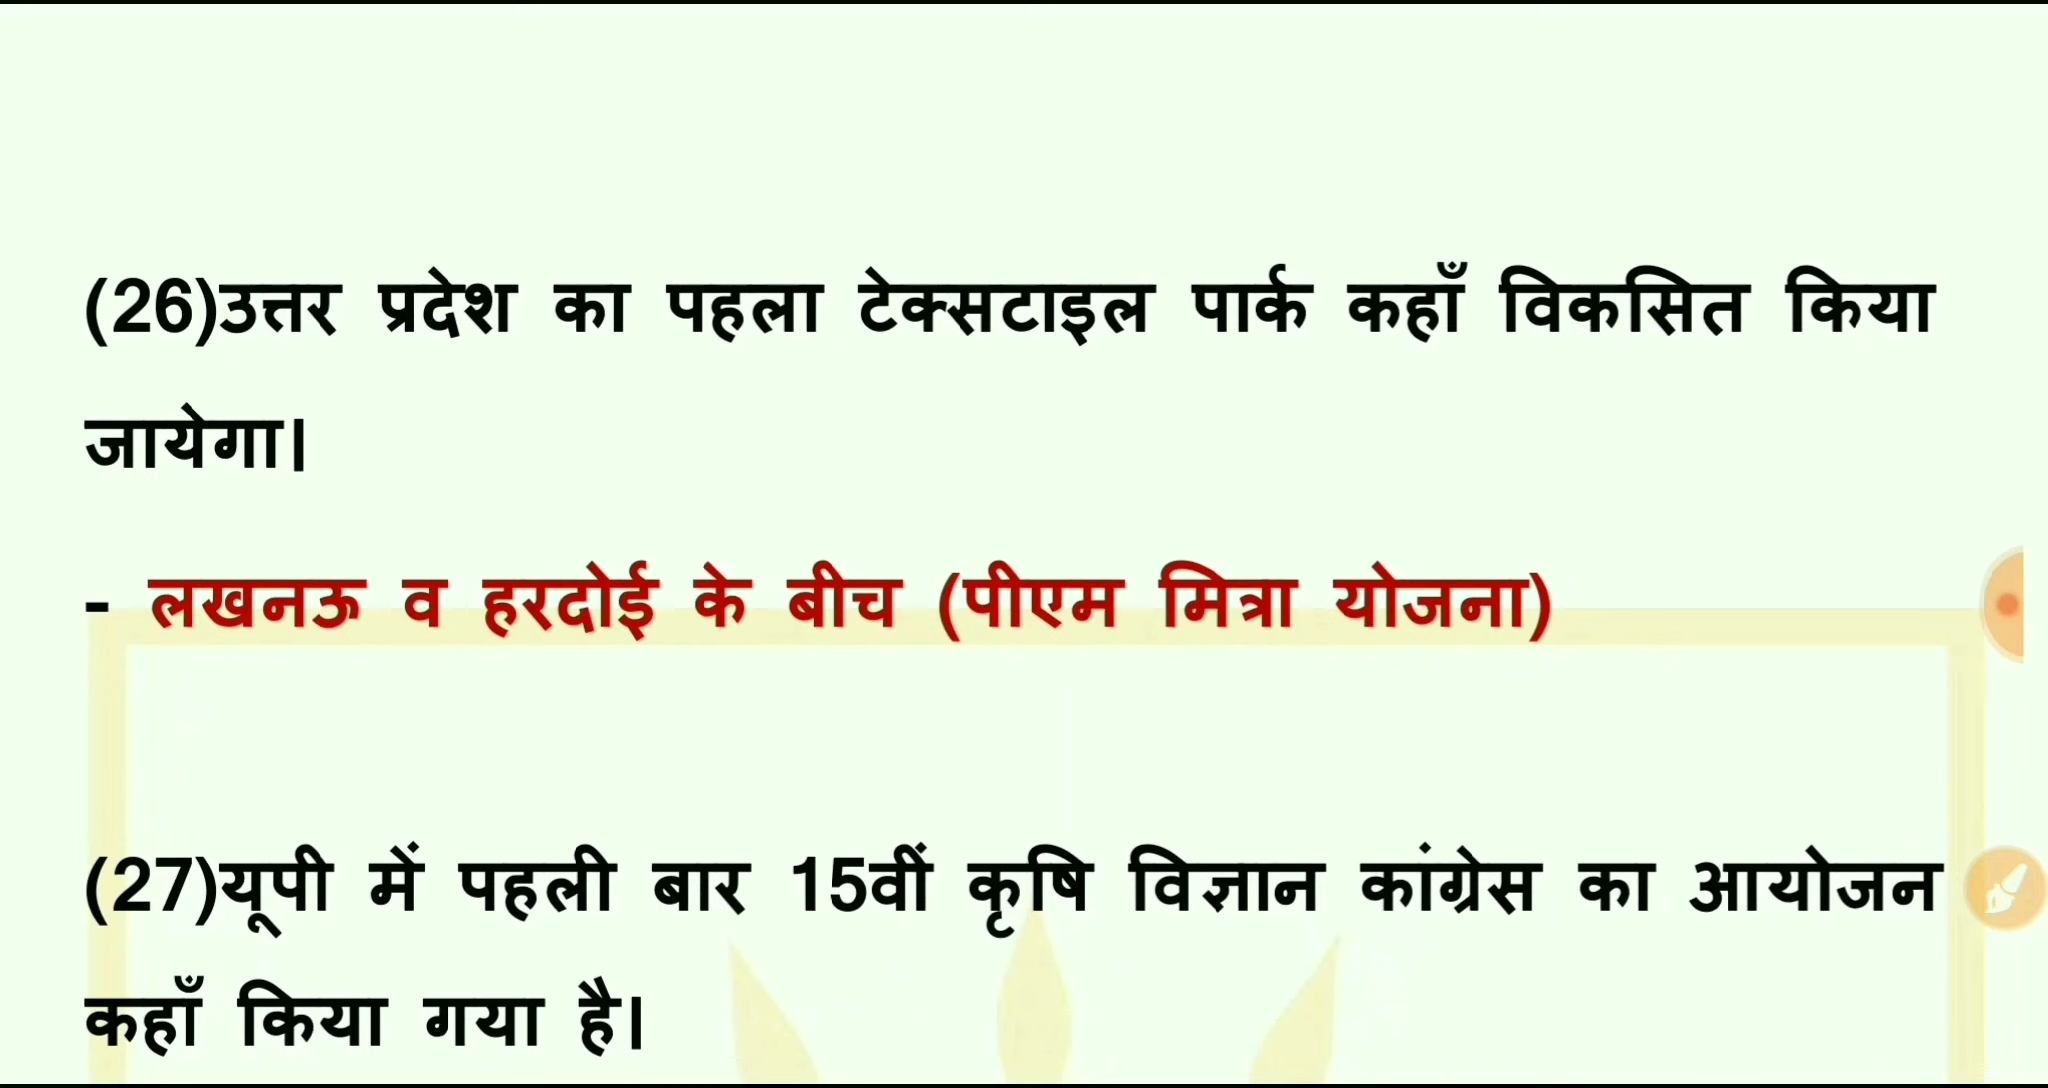 (26)उत्तर प्रदेश का पहला टेक्सटाइल पार्क कहाँ विकसित किया
जायेगा।
- लखनऊ व हरदोई के बीच (पीएम मित्रा योजना)
(27)यूपी में पहली बार 15वीं कृषि विज्ञान कांग्रेस का आयोजन
कहाँ किया गया है।